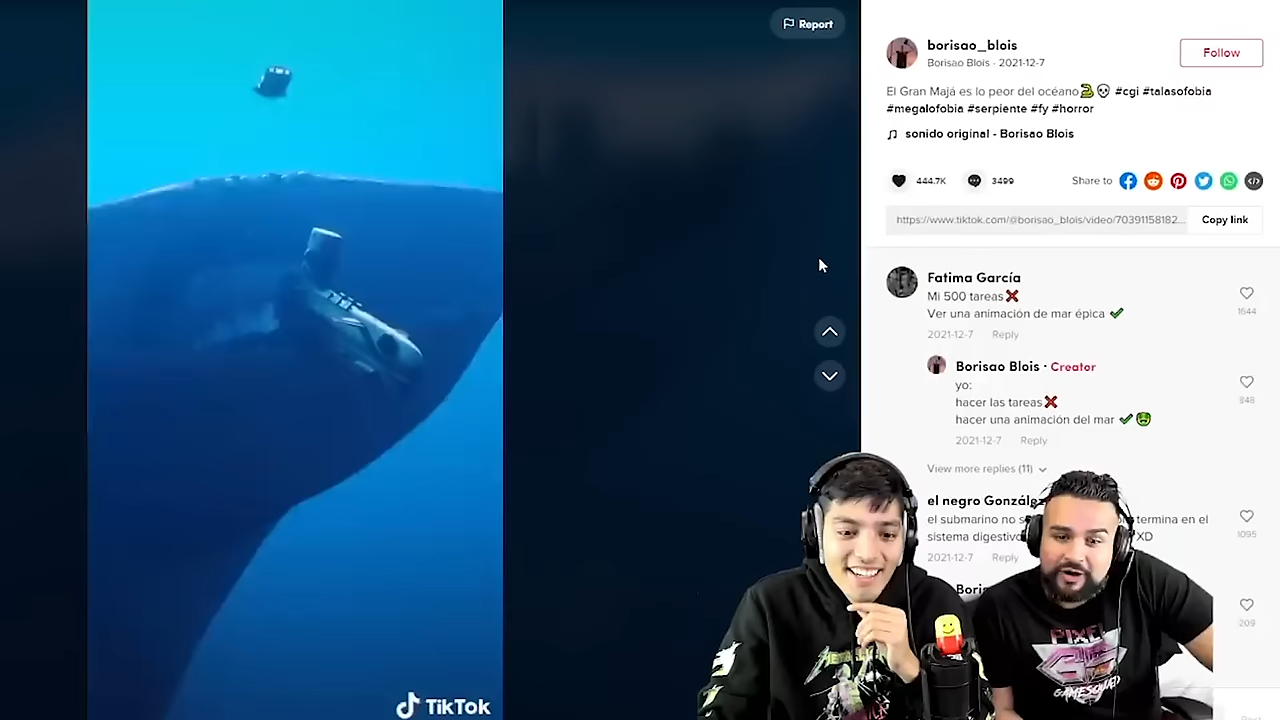 Report
borisao_blois
Borisao Blois · 2021-12-7
Follow
El Gran Majá es lo peor del océano🐍💀 #cgi #talasofobia
#megalofobia #serpiente #fy #horror
sonido original - Borisao Blois
444.7K
3499
Share to
https://www.tiktok.com/@borisao_blois/video/70391158182...
Copy link
Fatima García
Mi 500 tareas❌
Ver una animación de mar épica ✔
2021-12-7 Reply
1644
Borisao Blois · Creator
yo:
hacer las tareas❌
hacer una animación del mar ✔
2021-12-7 Reply
848
View more replies (11)
el negro González
el submarino no termina en el
sistema digestivo XD
2021-12-7 Reply
1095
209
TikTok
METALLICA
PIXEL
GS
GAMESQUAD